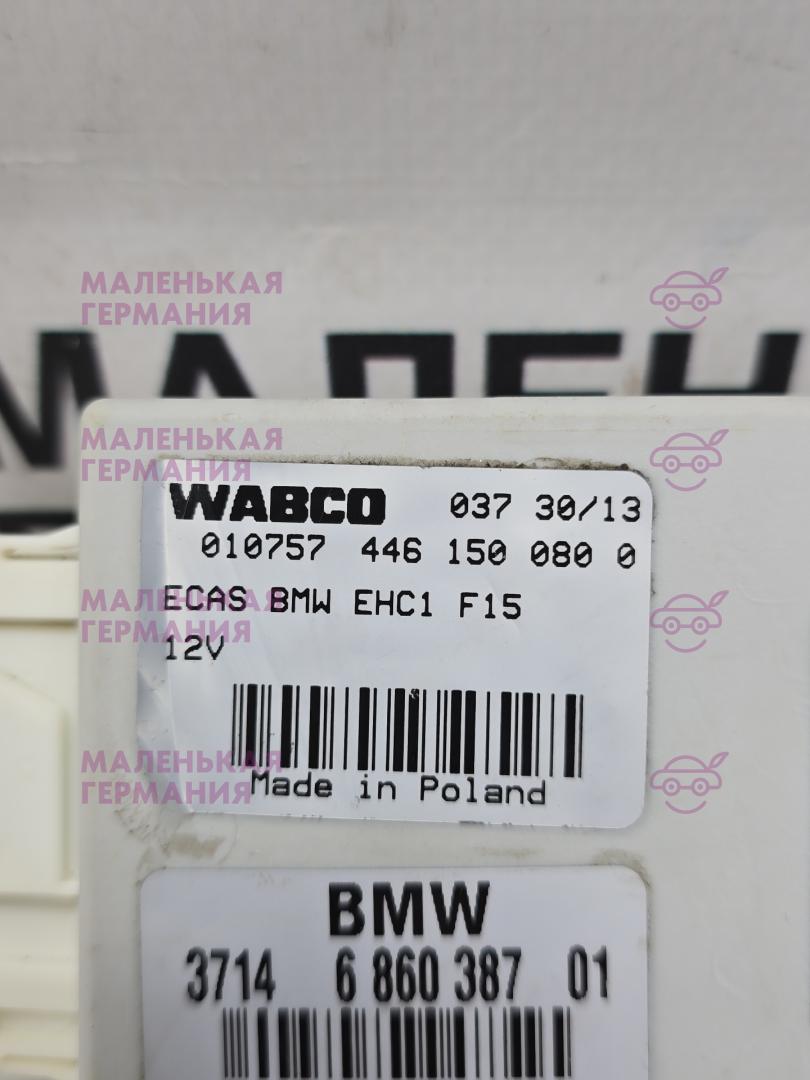 МАЛЕНЬКАЯ
ГЕРМАНИЯ
МАЛЕН
МАЛЕНЬКАЯ
ГЕРМАНИЯ
WABCO 037 30/13
010757 446 150 080 0
ECAS BMW EHC1 F15
МАЛЕНЬКАЯ
ГЕРМАНИЯ
12V
МАЛЕНЬКАЯ
ГЕРМАНИЯ
Made in Poland
BMW
3714 6 860 387 01